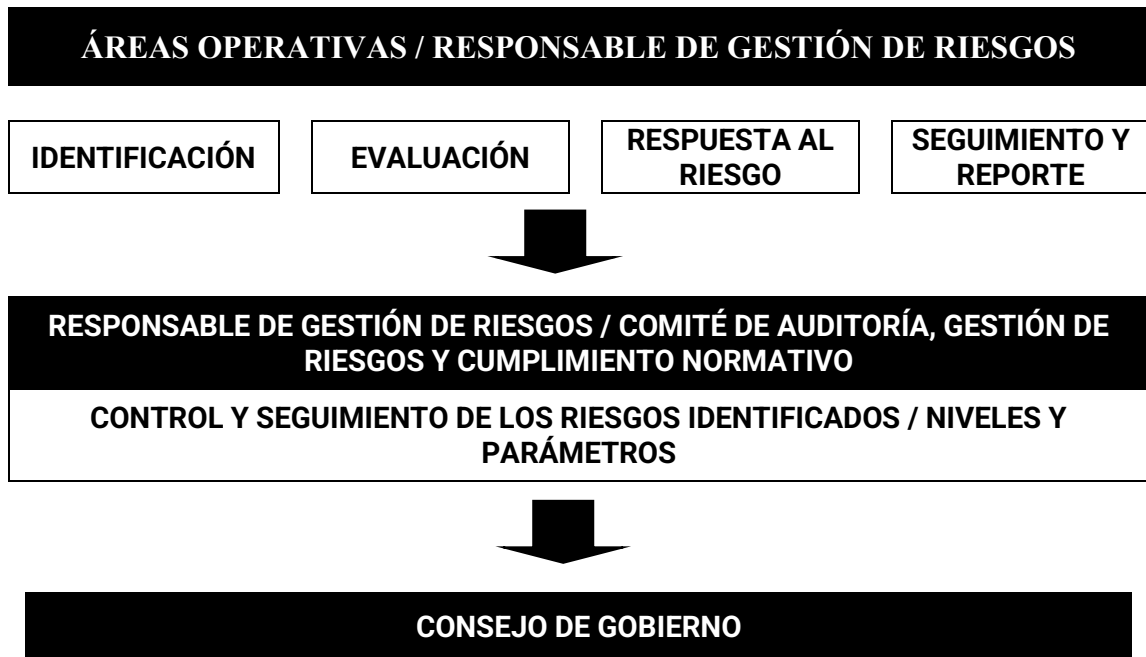 ÁREAS OPERATIVAS / RESPONSABLE DE GESTIÓN DE RIESGOS
IDENTIFICACIÓN
EVALUACIÓN
RESPUESTA AL
RIESGO
SEGUIMIENTO Y
REPORTE
RESPONSABLE DE GESTIÓN DE RIESGOS / COMITÉ DE AUDITORÍA, GESTIÓN DE
RIESGOS Y CUMPLIMIENTO NORMATIVO
CONTROL Y SEGUIMIENTO DE LOS RIESGOS IDENTIFICADOS / NIVELES Y
PARÁMETROS
CONSEJO DE GOBIERNO